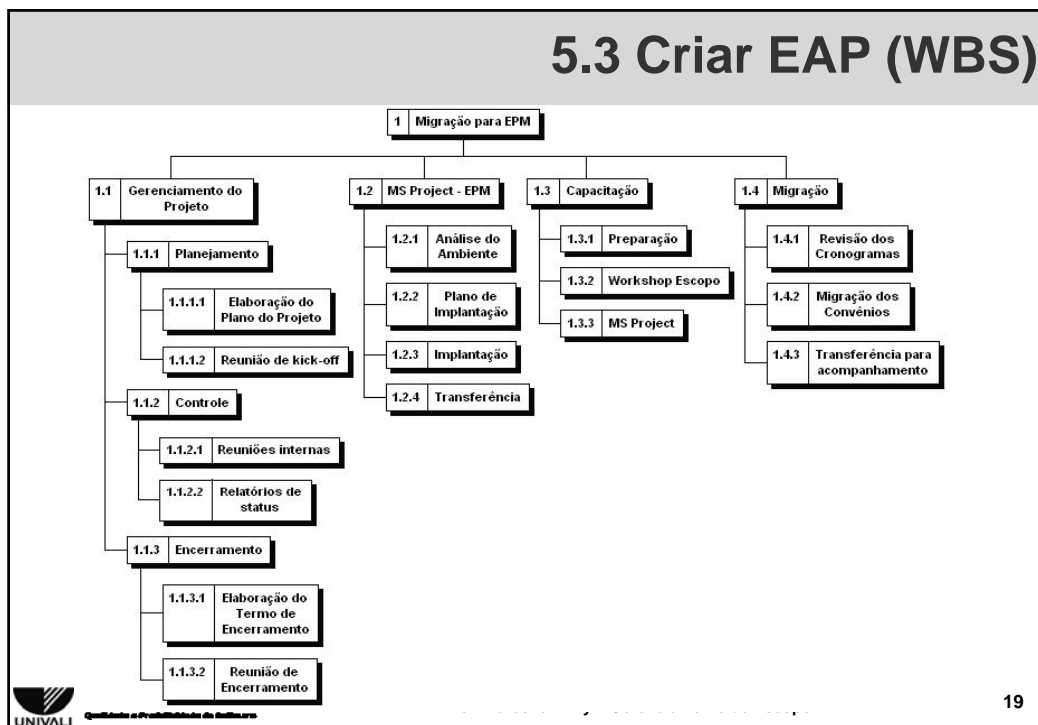 5.3 Criar EAP (WBS)
1 Migração para EPM
1.1 Gerenciamento do
Projeto
1.1.1 Planejamento
1.1.1.1 Elaboração do
Plano do Projeto
1.1.1.2 Reunião de kick-off
1.1.2 Controle
1.1.2.1 Reuniões internas
1.1.2.2 Relatórios de
status
1.1.3 Encerramento
1.1.3.1 Elaboração do
Termo de
Encerramento
1.1.3.2 Reunião de
Encerramento
1.2 MS Project - EPM
1.2.1 Análise do
Ambiente
1.2.2 Plano de
Implantação
1.2.3 Implantação
1.2.4 Transferência
1.3 Capacitação
1.3.1 Preparação
1.3.2 Workshop Escopo
1.3.3 MS Project
1.4 Migração
1.4.1 Revisão dos
Cronogramas
1.4.2 Migração dos
Convênios
1.4.3 Transferência para
acompanhamento
UNIVALI
19